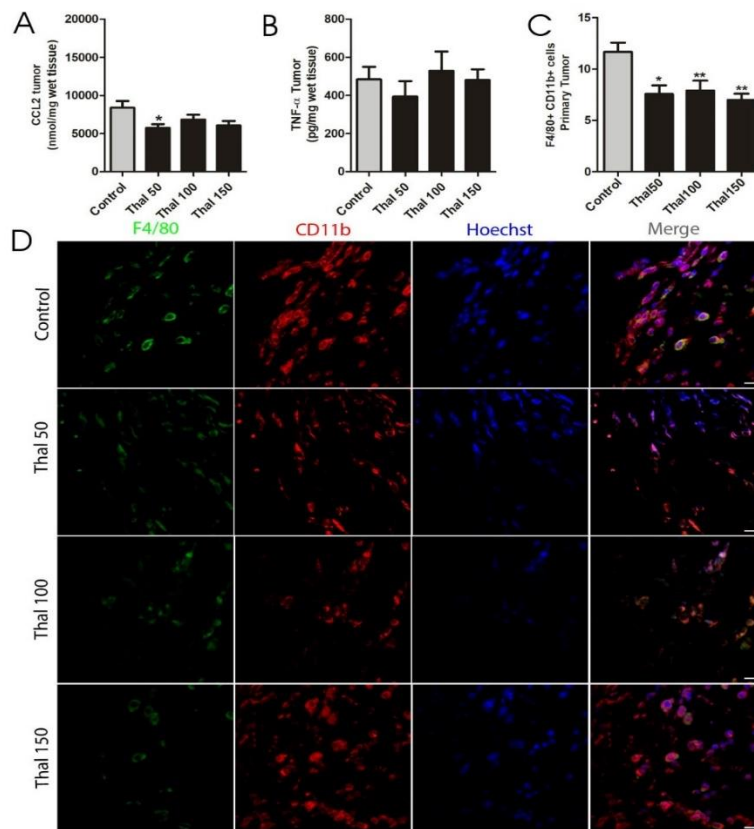 A
CCL2 tumor
(nmol/mg wet tissue)
20000
15000
10000
5000
0
*
Control
Thal 50
Thal 100
Thal 150
B
TNF-α Tumor
(pg/mg wet tissue)
800
600
400
200
0
Control
Thal 50
Thal 100
Thal 150
C
F4/80+ CD11b+ cells
Primary Tumor
15
10
5
0
*
**
**
Control
Thal50
Thal100
Thal150
D
F4/80 CD11b Hoechst Merge
Control
Thal 50
Thal 100
Thal 150